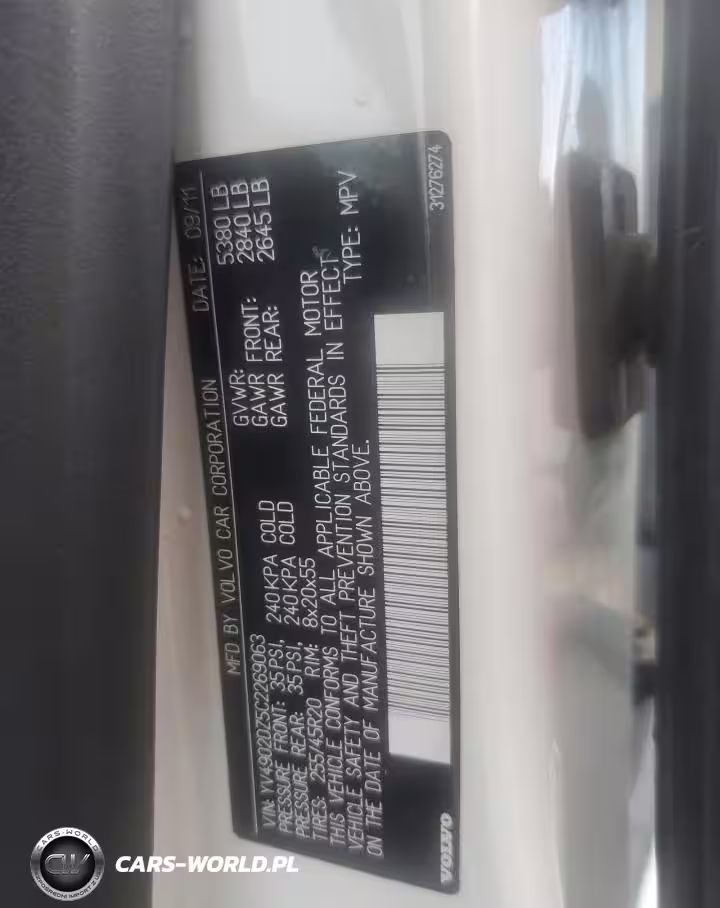 MFD BY VOLVO CAR CORPORATION DATE: 09/11
VIN: YV4902DZ5C2269063
GVWR: 5380 LB
PRESSURE FRONT: 35PSI, 240KPA COLD GAWR FRONT: 2840 LB
PRESSURE REAR: 35PSI, 240KPA COLD GAWR REAR: 2645 LB
TIRES: 255/45R20 RIM: 8x20x55
THIS VEHICLE CONFORMS TO ALL APPLICABLE FEDERAL MOTOR
VEHICLE SAFETY AND THEFT PREVENTION STANDARDS IN EFFECT
ON THE DATE OF MANUFACTURE SHOWN ABOVE. TYPE: MPV
VOLVO 31276274
CARS-WORLD
CW
CARS-WORLD.PL